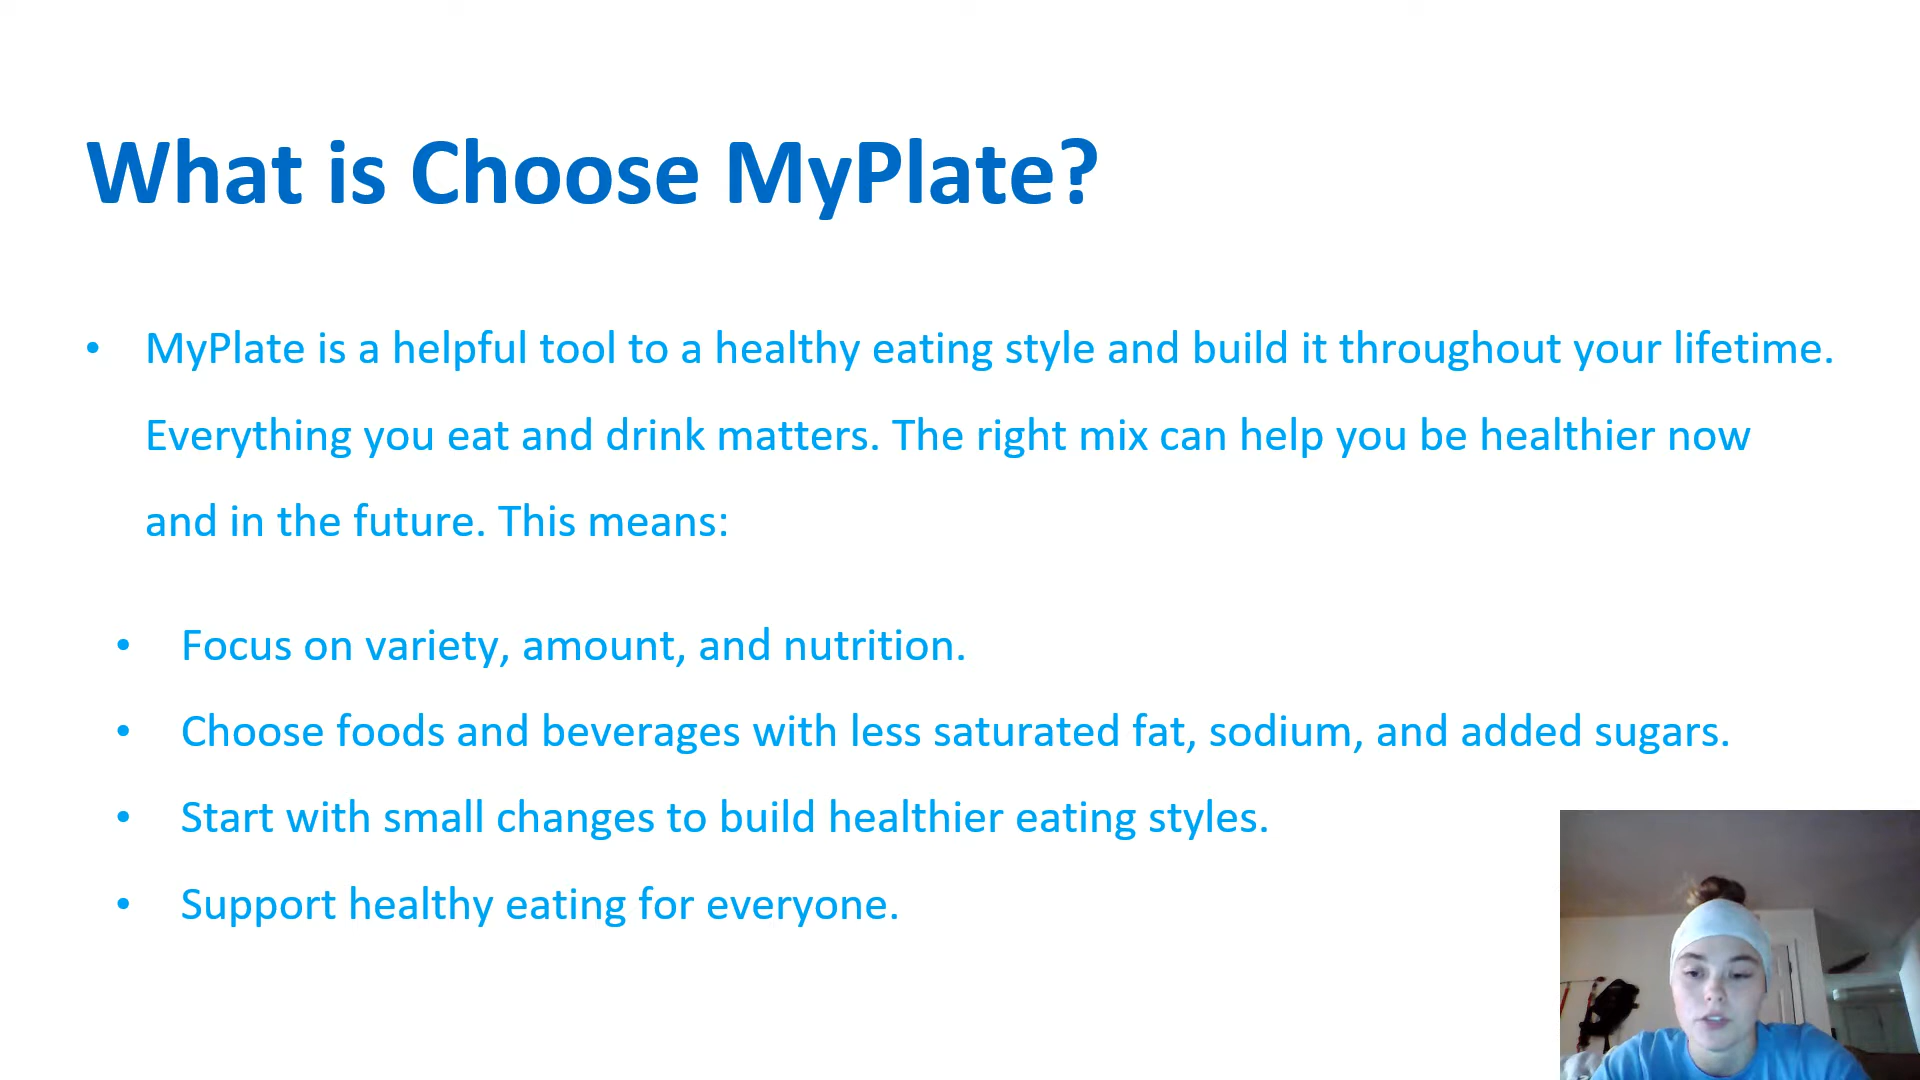 What is Choose MyPlate?
• MyPlate is a helpful tool to a healthy eating style and build it throughout your lifetime.
Everything you eat and drink matters. The right mix can help you be healthier now
and in the future. This means:
• Focus on variety, amount, and nutrition.
• Choose foods and beverages with less saturated fat, sodium, and added sugars.
• Start with small changes to build healthier eating styles.
• Support healthy eating for everyone.